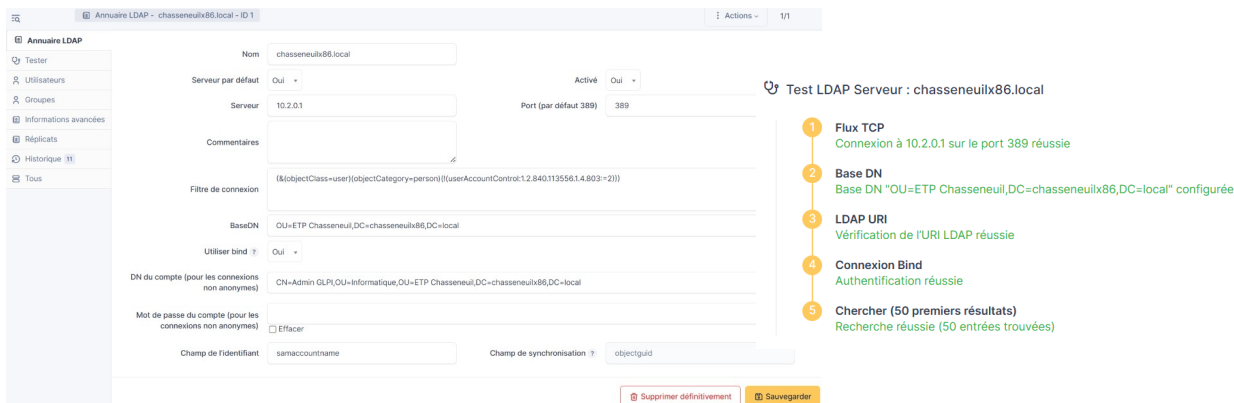 Annuaire LDAP - chasseneuilx86.local - ID 1
Actions
1/1
Annuaire LDAP
Tester
Utilisateurs
Groupes
Informations avancées
Réplicats
Historique 11
Tous
Nom chasseneuilx86.local
Serveur par défaut Oui Activé Oui
Serveur 10.2.0.1 Port (par défaut 389) 389
Commentaires
Filtre de connexion (&(objectClass=user)(objectCategory=person)(!(userAccountControl:1.2.840.113556.1.4.803:=2)))
BaseDN OU=ETP Chasseneuil,DC=chasseneuilx86,DC=local
Utiliser bind ? Oui
DN du compte (pour les connexions
non anonymes) CN=Admin GLPI,OU=Informatique,OU=ETP Chasseneuil,DC=chasseneuilx86,DC=local
Mot de passe du compte (pour les
connexions non anonymes) Effacer
Champ de l'identifiant samaccountname Champ de synchronisation ? objectguid
Supprimer définitivement Sauvegarder
Test LDAP Serveur : chasseneuilx86.local
1 Flux TCP
Connexion à 10.2.0.1 sur le port 389 réussie
2 Base DN
Base DN "OU=ETP Chasseneuil,DC=chasseneuilx86,DC=local" configurée
3 LDAP URI
Vérification de l'URI LDAP réussie
4 Connexion Bind
Authentification réussie
5 Chercher (50 premiers résultats)
Recherche réussie (50 entrées trouvées)